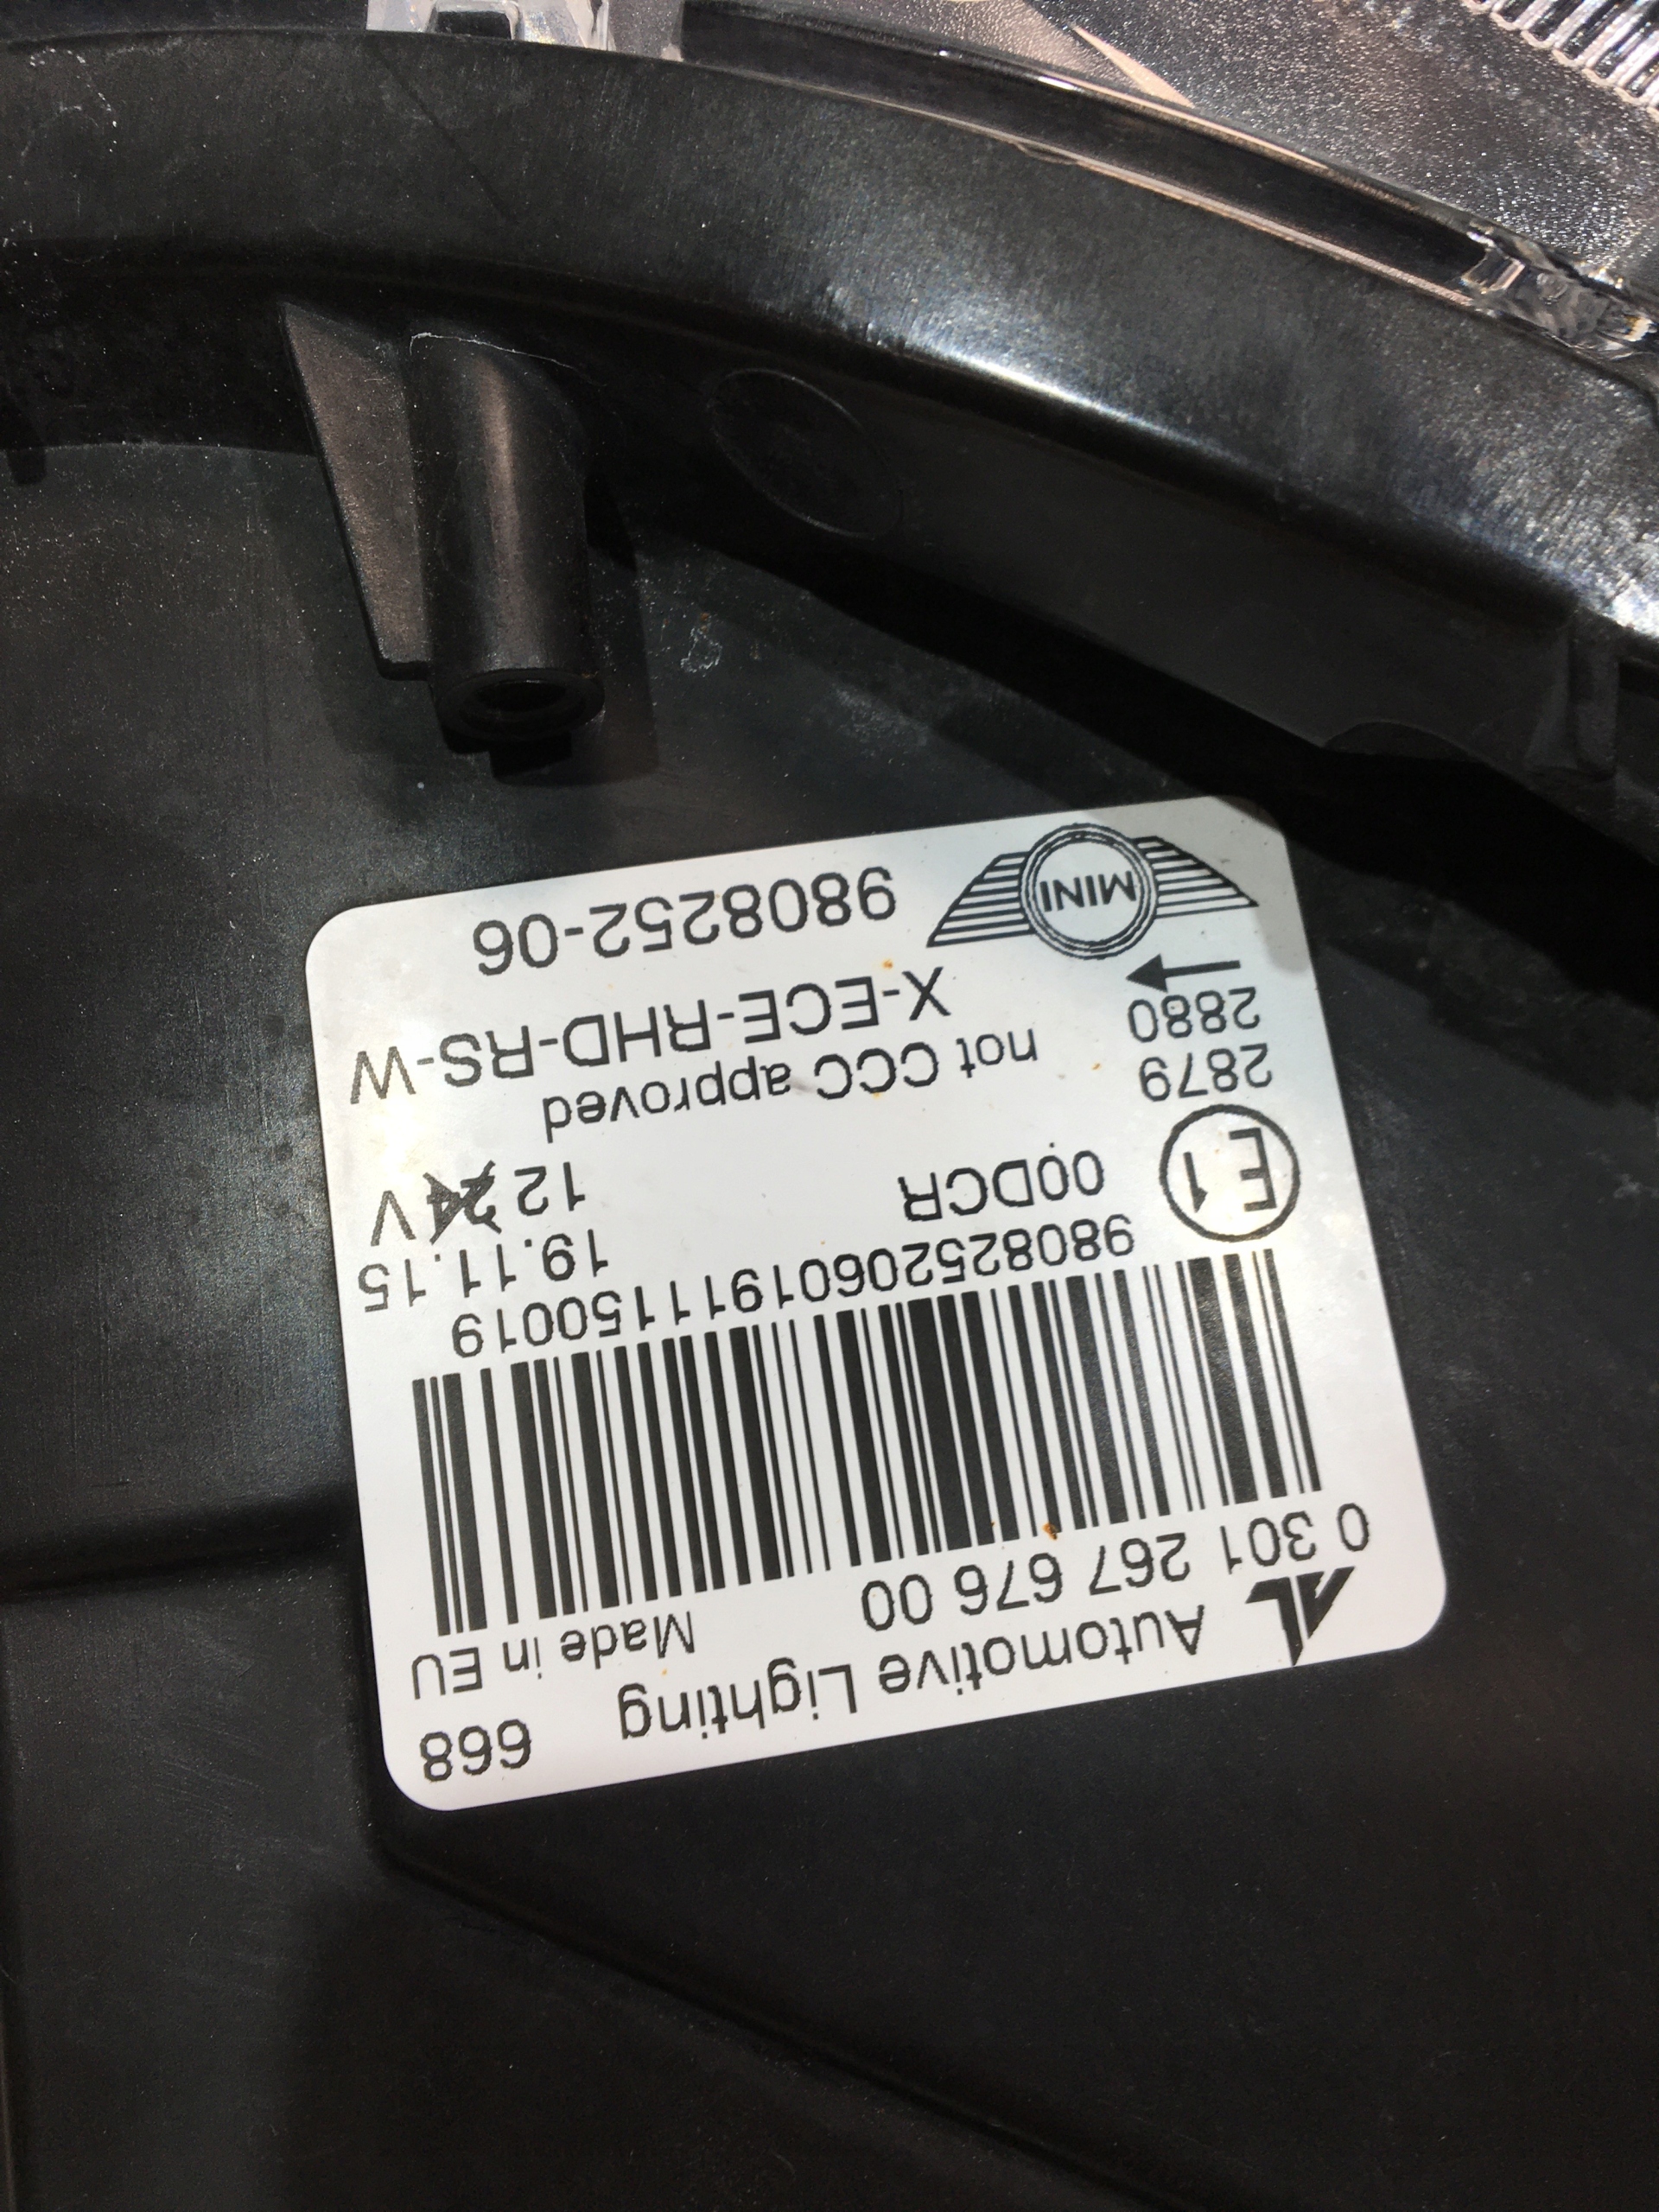 Automotive Lighting 668
0 301 267 676 00 Made in EU
98082520601911150019
E1 00DCR 19.11.15
12 24 V
2879
2880 not CCC approved
X-ECE-RHD-RS-W
MINI 9808252-06